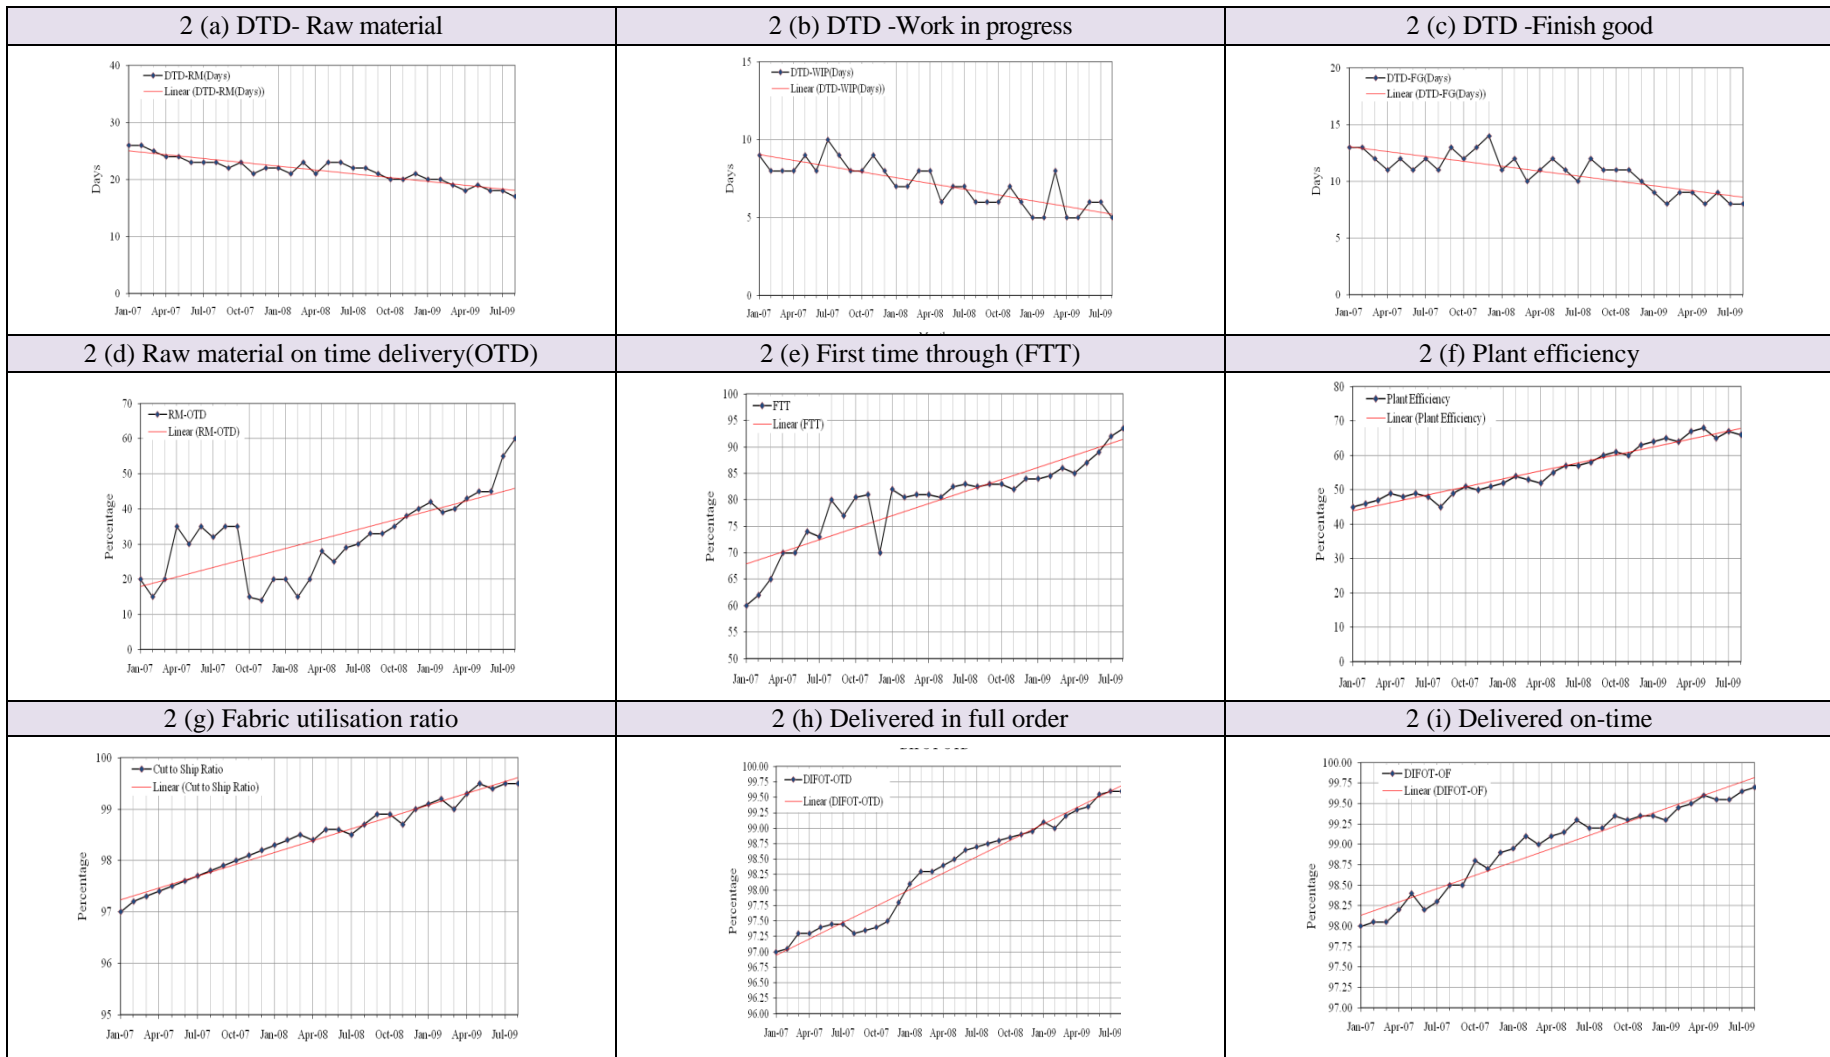 2 (a) DTD- Raw material
2 (b) DTD -Work in progress
2 (c) DTD -Finish good
40
30
20
10
0
Days
DTD-RM(Days)
Linear (DTD-RM(Days))
Jan-07 Apr-07 Jul-07 Oct-07 Jan-08 Apr-08 Jul-08 Oct-08 Jan-09 Apr-09 Jul-09
15
10
5
0
Days
DTD-WIP(Days)
Linear (DTD-WIP(Days))
Jan-07 Apr-07 Jul-07 Oct-07 Jan-08 Apr-08 Jul-08 Oct-08 Jan-09 Apr-09 Jul-09
20
15
10
5
0
Days
DTD-FG(Days)
Linear (DTD-FG(Days))
Jan-07 Apr-07 Jul-07 Oct-07 Jan-08 Apr-08 Jul-08 Oct-08 Jan-09 Apr-09 Jul-09
2 (d) Raw material on time delivery(OTD)
2 (e) First time through (FTT)
2 (f) Plant efficiency
70
60
50
40
30
20
10
0
Percentage
RM-OTD
Linear (RM-OTD)
Jan-07 Apr-07 Jul-07 Oct-07 Jan-08 Apr-08 Jul-08 Oct-08 Jan-09 Apr-09 Jul-09
100
95
90
85
80
75
70
65
60
55
50
Percentage
FTT
Linear (FTT)
Jan-07 Apr-07 Jul-07 Oct-07 Jan-08 Apr-08 Jul-08 Oct-08 Jan-09 Apr-09 Jul-09
80
70
60
50
40
30
20
10
0
Percentage
Plant Efficiency
Linear (Plant Efficiency)
Jan-07 Apr-07 Jul-07 Oct-07 Jan-08 Apr-08 Jul-08 Oct-08 Jan-09 Apr-09 Jul-09
2 (g) Fabric utilisation ratio
2 (h) Delivered in full order
2 (i) Delivered on-time
100
99
98
97
96
95
Percentage
Cut to Ship Ratio
Linear (Cut to Ship Ratio)
Jan-07 Apr-07 Jul-07 Oct-07 Jan-08 Apr-08 Jul-08 Oct-08 Jan-09 Apr-09 Jul-09
100.00
99.75
99.50
99.25
99.00
98.75
98.50
98.25
98.00
97.75
97.50
97.25
97.00
96.75
96.50
96.25
96.00
Percentage
DIFOT-OTD
Linear (DIFOT-OTD)
Jan-07 Apr-07 Jul-07 Oct-07 Jan-08 Apr-08 Jul-08 Oct-08 Jan-09 Apr-09 Jul-09
100.00
99.75
99.50
99.25
99.00
98.75
98.50
98.25
98.00
97.75
97.50
97.25
97.00
Percentage
DIFOT-OF
Linear (DIFOT-OF)
Jan-07 Apr-07 Jul-07 Oct-07 Jan-08 Apr-08 Jul-08 Oct-08 Jan-09 Apr-09 Jul-09